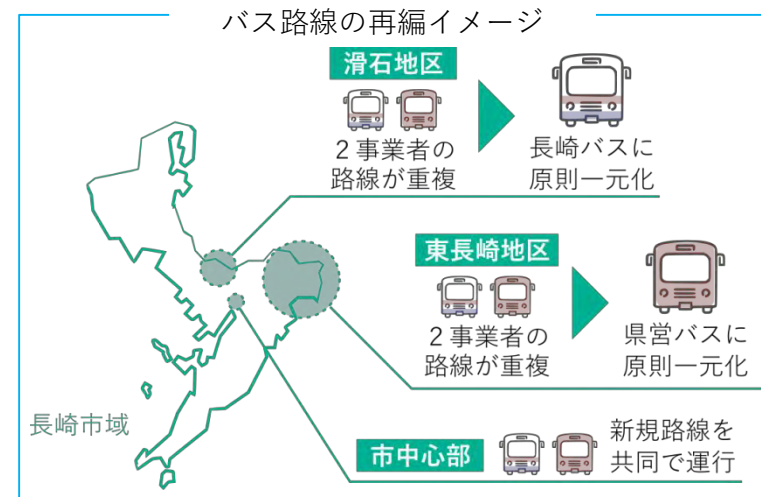 バス路線の再編イメージ
滑石地区
2事業者の
路線が重複
長崎バスに
原則一元化
東長崎地区
2事業者の
路線が重複
県営バスに
原則一元化
長崎市域
市中心部
新規路線を
共同で運行